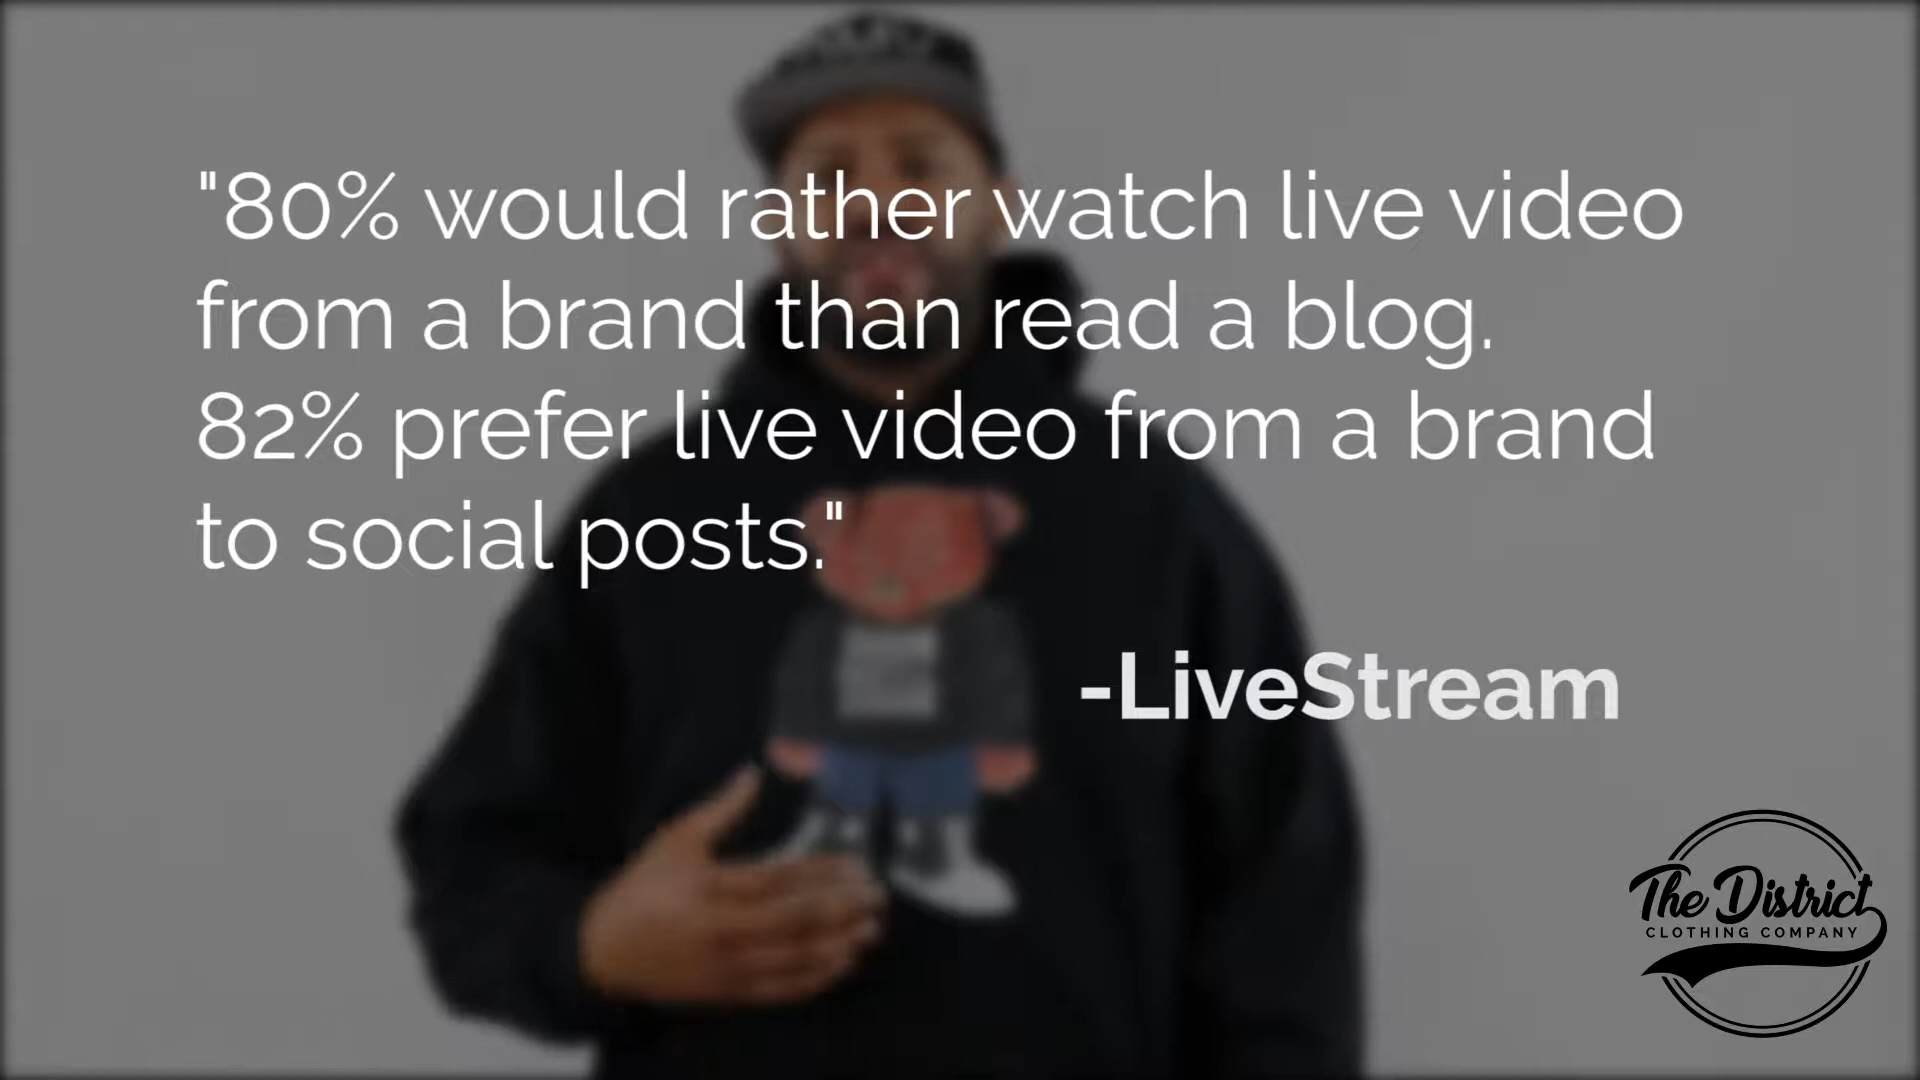 "80% would rather watch live video
from a brand than read a blog.
82% prefer live video from a brand
to social posts."
-LiveStream
The District
CLOTHING COMPANY